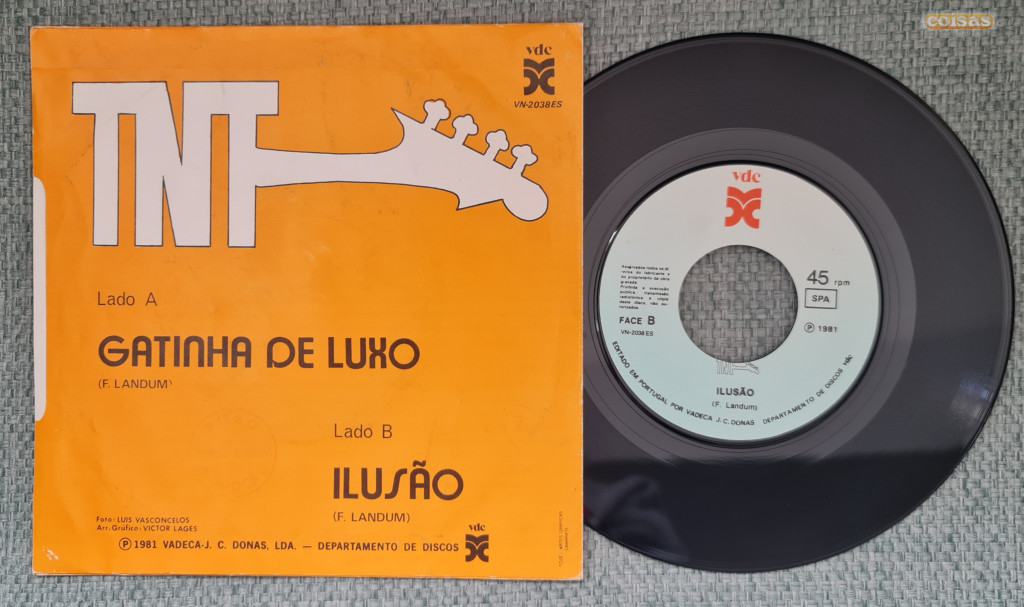 coisas
vdc
VN-2038ES
TNT
Lado A
GATINHA DE LUXO
(F. LANDUM)
Lado B
ILUSÃO
(F. LANDUM)
Foto: LUIS VASCONCELOS
Arr. Gráfico: VICTOR LAGES
Ⓟ 1981 VADECA-J. C. DONAS, LDA. — DEPARTAMENTO DE DISCOS
vdc
vdc
45 rpm
SPA
FACE B
VN-2038 ES
Ⓟ 1981
TNT
ILUSÃO
(F. Landum)
EDITADO EM PORTUGAL POR VADECA J. C. DONAS DEPARTAMENTO DE DISCOS vdc